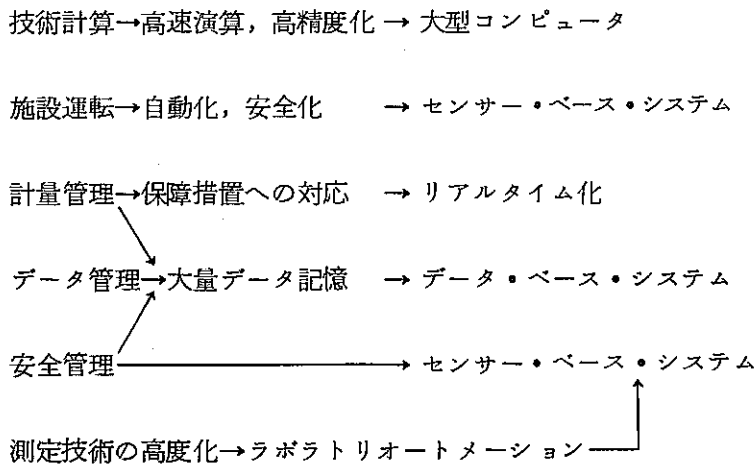 技術計算→高速演算，高精度化 → 大型コンピュータ
施設運転→自動化，安全化 → センサー・ベース・システム
計量管理→保障措置への対応 → リアルタイム化
データ管理→大量データ記憶 → データ・ベース・システム
安全管理 → センサー・ベース・システム
測定技術の高度化→ラボラトリオートメーション